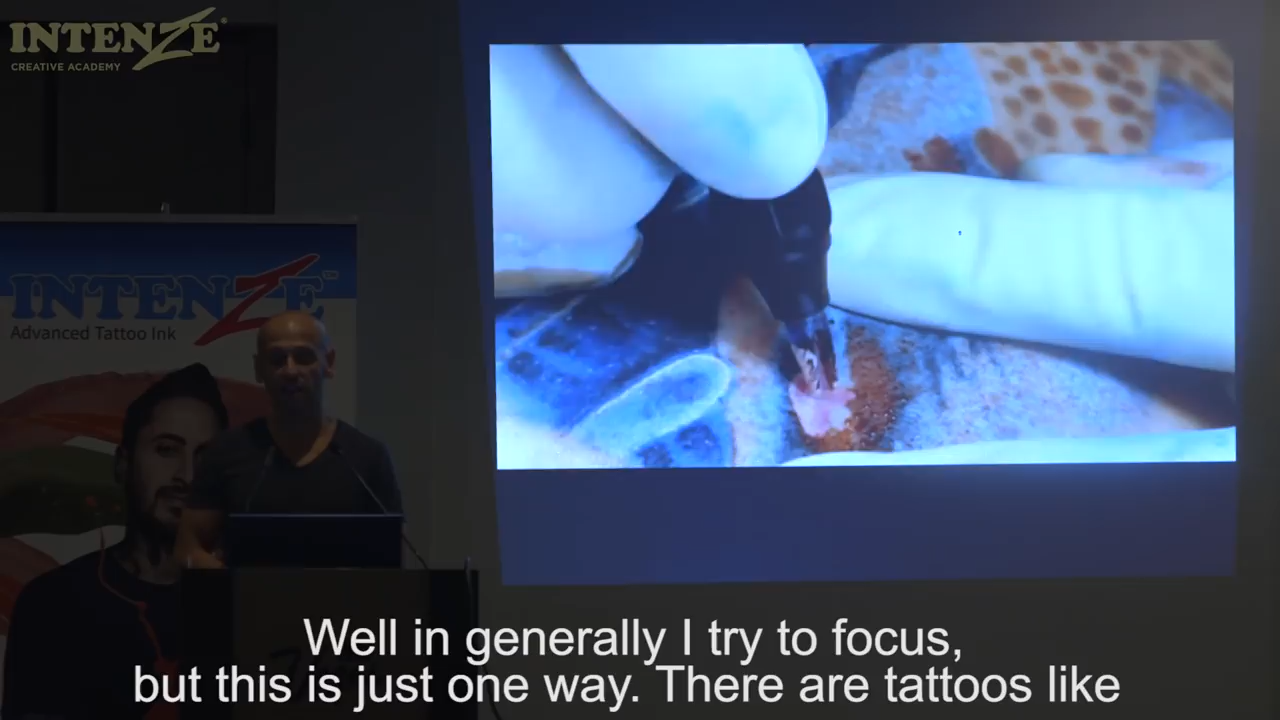 INTENZE
CREATIVE ACADEMY
INTENZE™
Advanced Tattoo Ink
Well in generally I try to focus,
but this is just one way. There are tattoos like